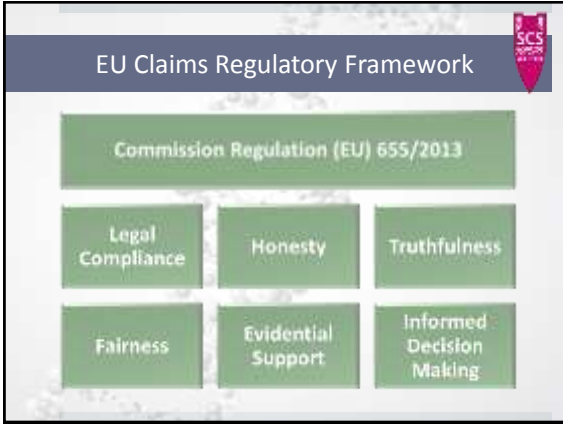 SCS
EU Claims Regulatory Framework
Commission Regulation (EU) 655/2013
Legal
Compliance
Honesty
Truthfulness
Fairness
Evidential
Support
Informed
Decision
Making